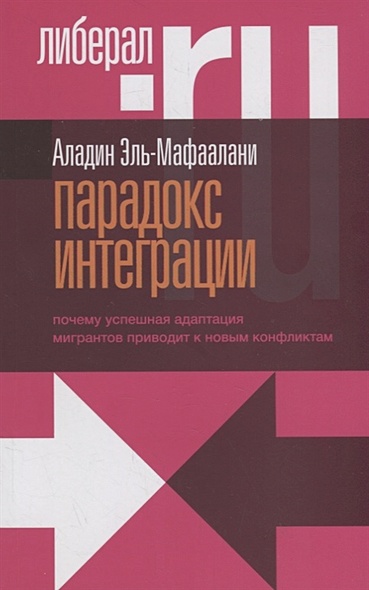 либерал
.ru
Аладин Эль-Мафаалани
парадокс
интеграции
почему успешная адаптация
мигрантов приводит к новым конфликтам